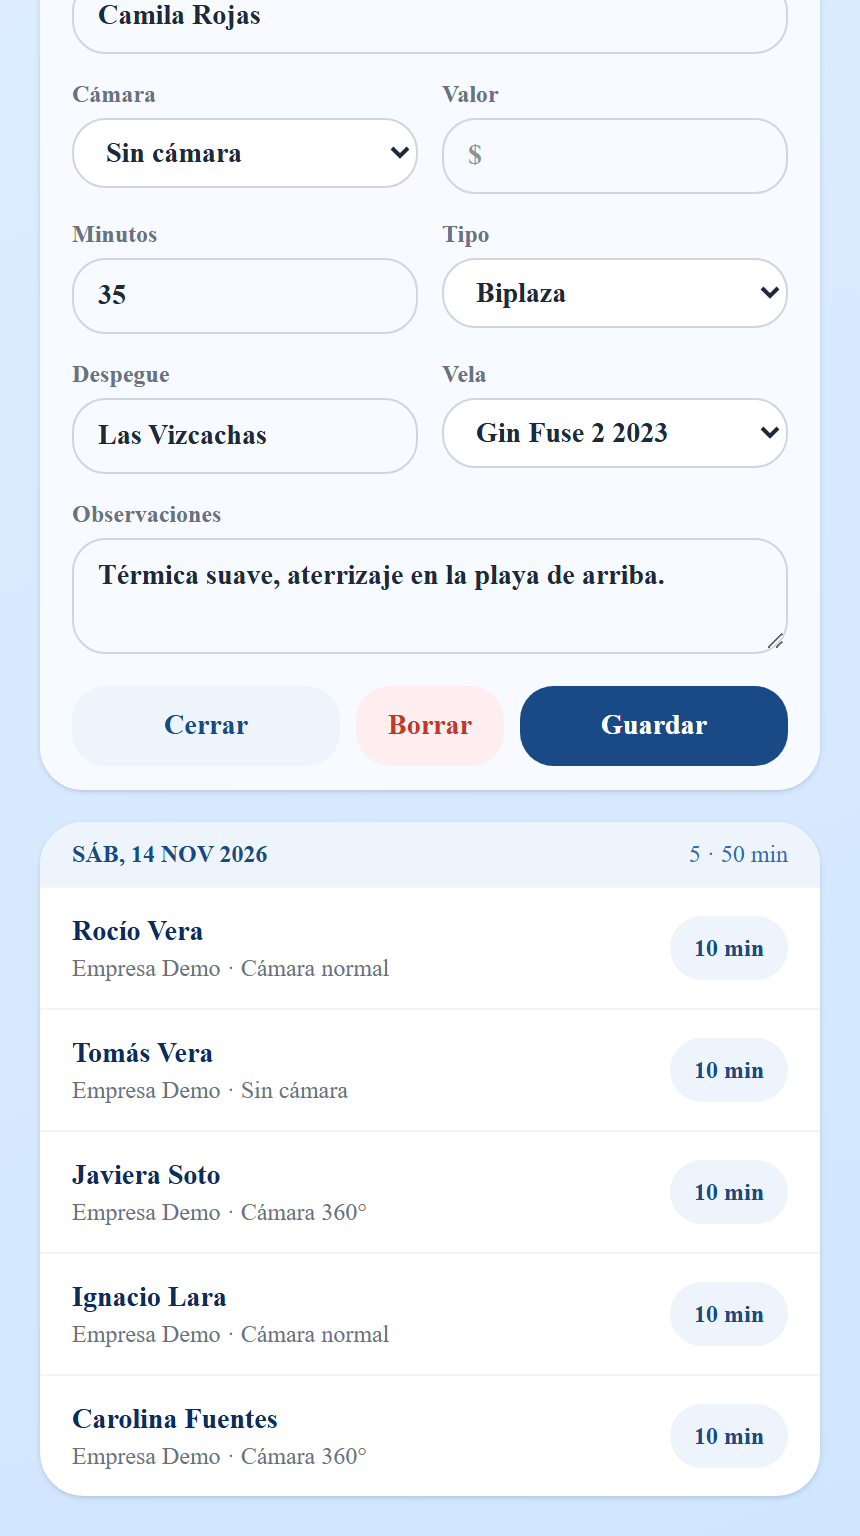 Camila Rojas
Cámara
Valor
Sin cámara
$
Minutos
Tipo
35
Biplaza
Despegue
Vela
Las Vizcachas
Gin Fuse 2 2023
Observaciones
Térmica suave, aterrizaje en la playa de arriba.
Cerrar
Borrar
Guardar
SÁB, 14 NOV 2026
5 · 50 min
Rocío Vera
Empresa Demo · Cámara normal
10 min
Tomás Vera
Empresa Demo · Sin cámara
10 min
Javiera Soto
Empresa Demo · Cámara 360°
10 min
Ignacio Lara
Empresa Demo · Cámara normal
10 min
Carolina Fuentes
Empresa Demo · Cámara 360°
10 min